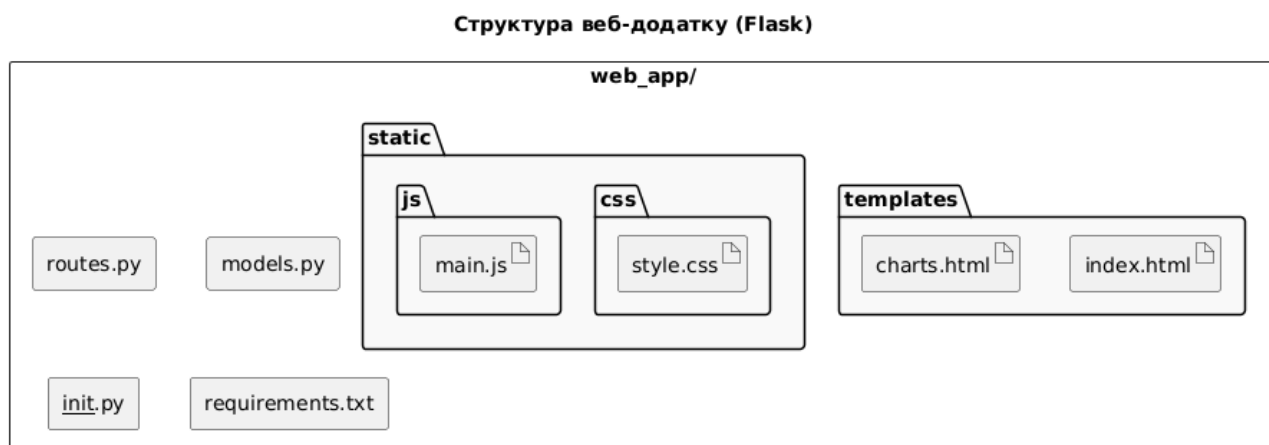 Структура веб-додатку (Flask)
web_app/
static
js
css
templates
routes.py
models.py
main.js
style.css
charts.html
index.html
init.py
requirements.txt